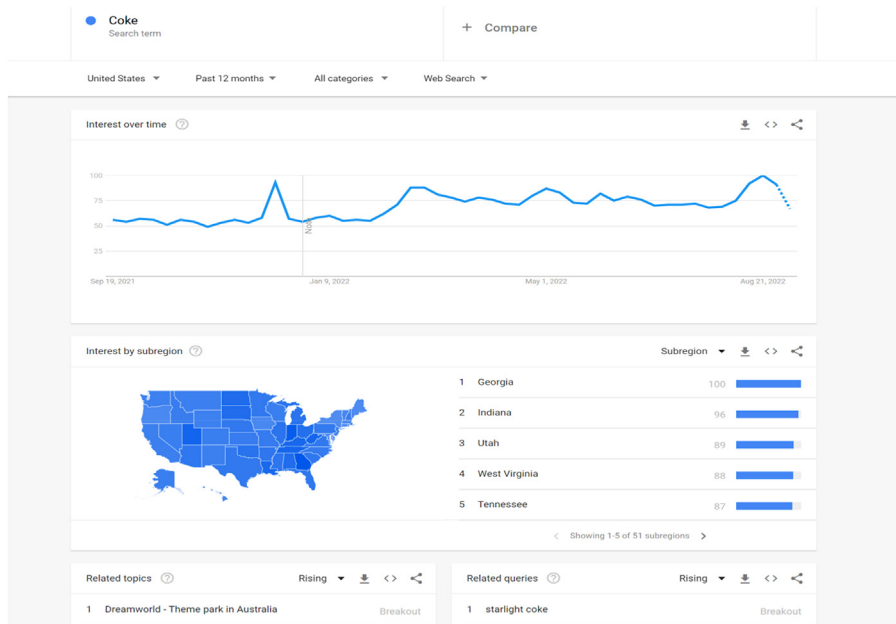 Coke
Search term
+ Compare
United States Past 12 months All categories Web Search
Interest over time ?
100
75
50
25
Note
Sep 19, 2021 Jan 9, 2022 May 1, 2022 Aug 21, 2022
Interest by subregion ? Subregion
1 Georgia 100
2 Indiana 96
3 Utah 89
4 West Virginia 88
5 Tennessee 87
< Showing 1-5 of 51 subregions >
Related topics ? Rising <>
1 Dreamworld - Theme park in Australia Breakout
Related queries ? Rising <>
1 starlight coke Breakout